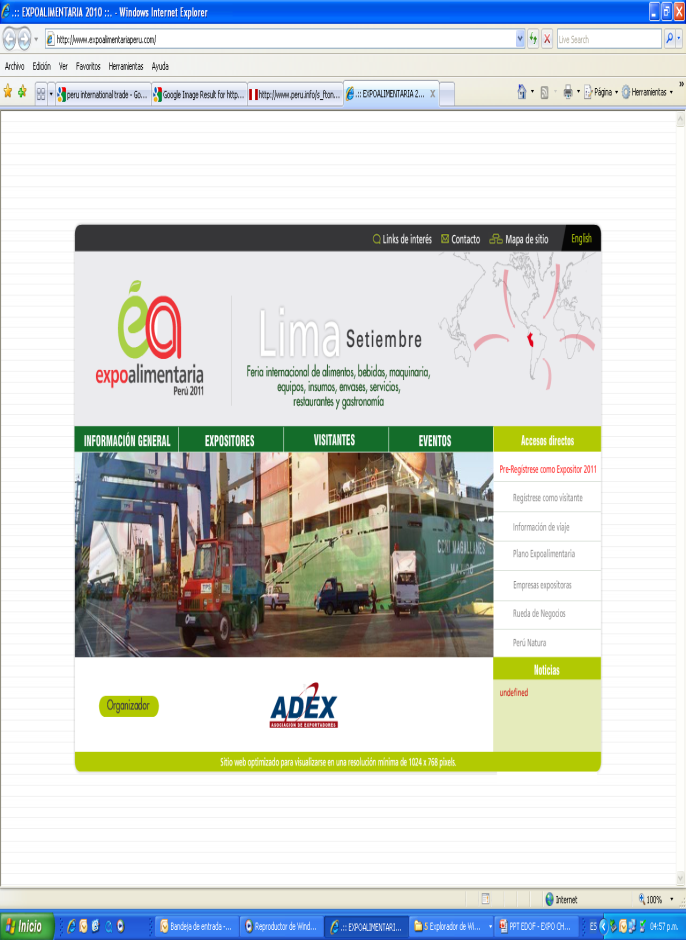 .:: EXPOALIMENTARIA 2010 ::. - Windows Internet Explorer
http://www.expoalimentariaperu.com/
Live Search
Archivo Edición Ver Favoritos Herramientas Ayuda
peru international trade - Go...
Google Image Result for http...
http://www.peru.info/s_fton...
.:: EXPOALIMENTARIA 2... X
Página
Herramientas
Links de interés
Contacto
Mapa de sitio
English
éa
expoalimentaria
Perú 2011
Lima Setiembre
Feria internacional de alimentos, bebidas, maquinaria,
equipos, insumos, envases, servicios,
restaurantes y gastronomía
INFORMACIÓN GENERAL
EXPOSITORES
VISITANTES
EVENTOS
Accesos directos
Pre-Regístrese como Expositor 2011
Regístrese como visitante
Información de viaje
Plano Expoalimentaria
Empresas expositoras
Rueda de Negocios
Perú Natura
TPS
CCNI MAGALLANES
MAJURO
Noticias
undefined
Organizador
ADEX
ASOCIACIÓN DE EXPORTADORES
Sitio web optimizado para visualizarse en una resolución mínima de 1024 x 768 pixels.
Internet
100%
Inicio
Bandeja de entrada -...
Reproductor de Wind...
.:: EXPOALIMENTARI...
5 Explorador de Wi...
PPT EDOF - EXPO CH...
ES
04:57 p.m.